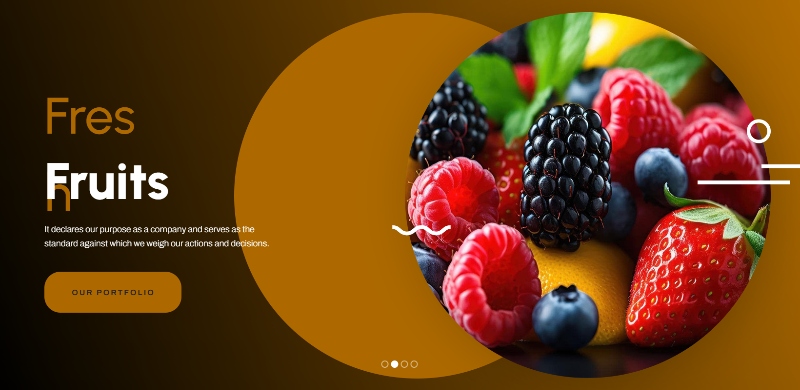 Fres
h
Fruits
It declares our purpose as a company and serves as the
standard against which we weigh our actions and decisions.
OUR PORTFOLIO